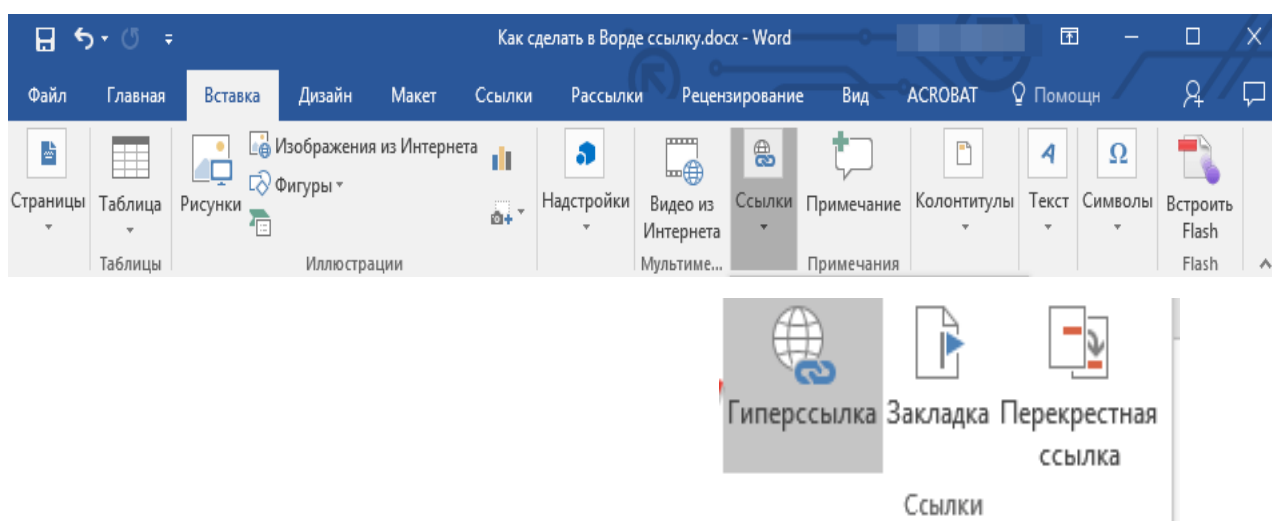 Как сделать в Ворде ссылку.docx - Word
Файл Главная Вставка Дизайн Макет Ссылки Рассылки Рецензирование Вид ACROBAT Помощн
Страницы
Таблица
Таблицы
Рисунки
Изображения из Интернета
Фигуры
Иллюстрации
Надстройки
Видео из
Интернета
Мультиме...
Ссылки
Примечание
Примечания
Колонтитулы
Текст
Символы
Встроить
Flash
Flash
Гиперссылка Закладка Перекрестная
ссылка
Ссылки